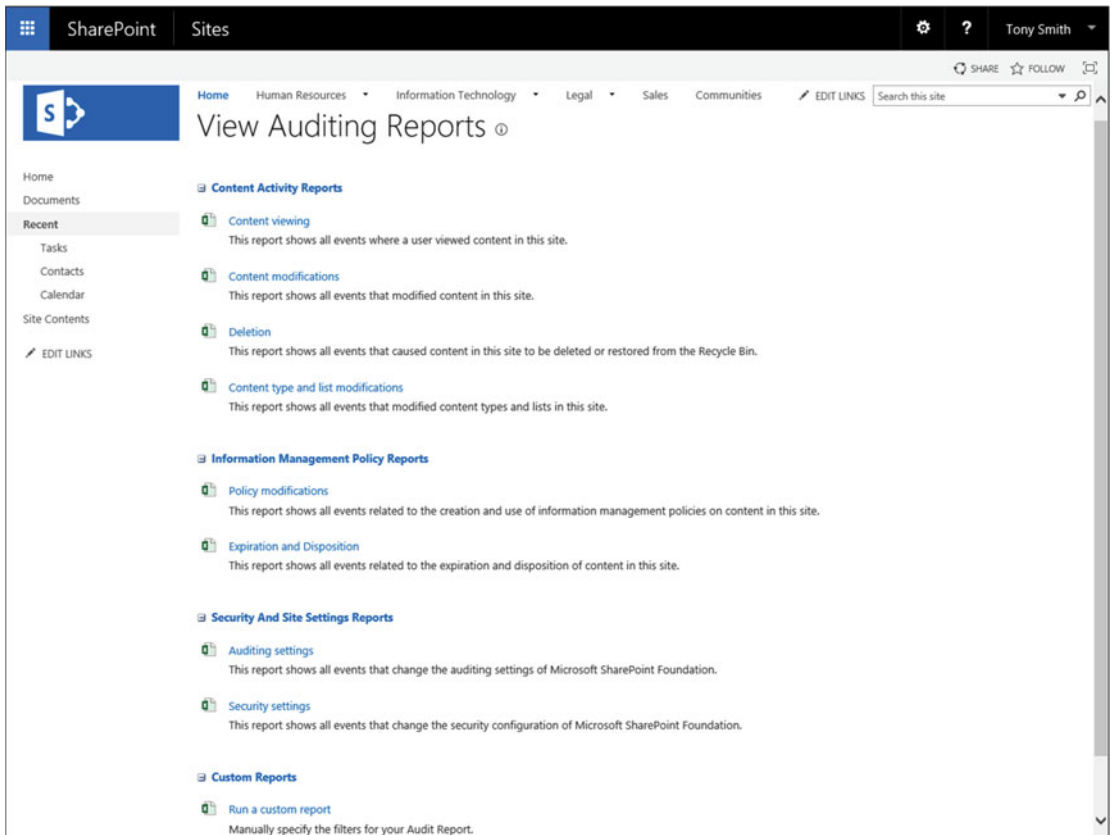 SharePoint Sites ? Tony Smith
SHARE FOLLOW
S
Home Human Resources Information Technology Legal Sales Communities EDIT LINKS Search this site
View Auditing Reports
Home
Documents
Recent
Tasks
Contacts
Calendar
Site Contents
EDIT LINKS
Content Activity Reports
Content viewing
This report shows all events where a user viewed content in this site.
Content modifications
This report shows all events that modified content in this site.
Deletion
This report shows all events that caused content in this site to be deleted or restored from the Recycle Bin.
Content type and list modifications
This report shows all events that modified content types and lists in this site.
Information Management Policy Reports
Policy modifications
This report shows all events related to the creation and use of information management policies on content in this site.
Expiration and Disposition
This report shows all events related to the expiration and disposition of content in this site.
Security And Site Settings Reports
Auditing settings
This report shows all events that change the auditing settings of Microsoft SharePoint Foundation.
Security settings
This report shows all events that change the security configuration of Microsoft SharePoint Foundation.
Custom Reports
Run a custom report
Manually specify the filters for your Audit Report.